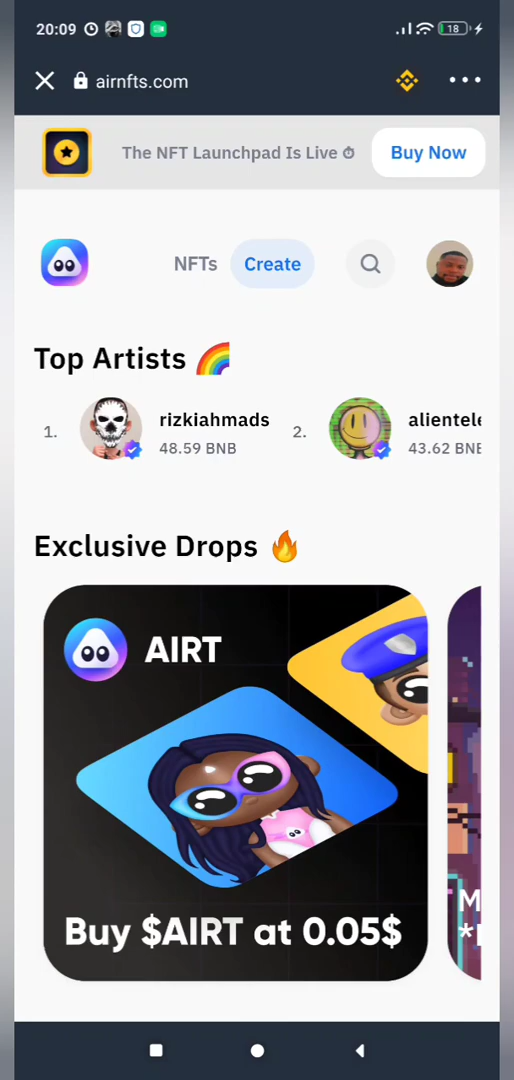 20:09
18
airnfts.com
The NFT Launchpad Is Live
Buy Now
NFTs
Create
Top Artists
1.
rizkiahmads
48.59 BNB
2.
alientele
43.62 BNB
Exclusive Drops
AIRT
Buy $AIRT at 0.05$
M
*